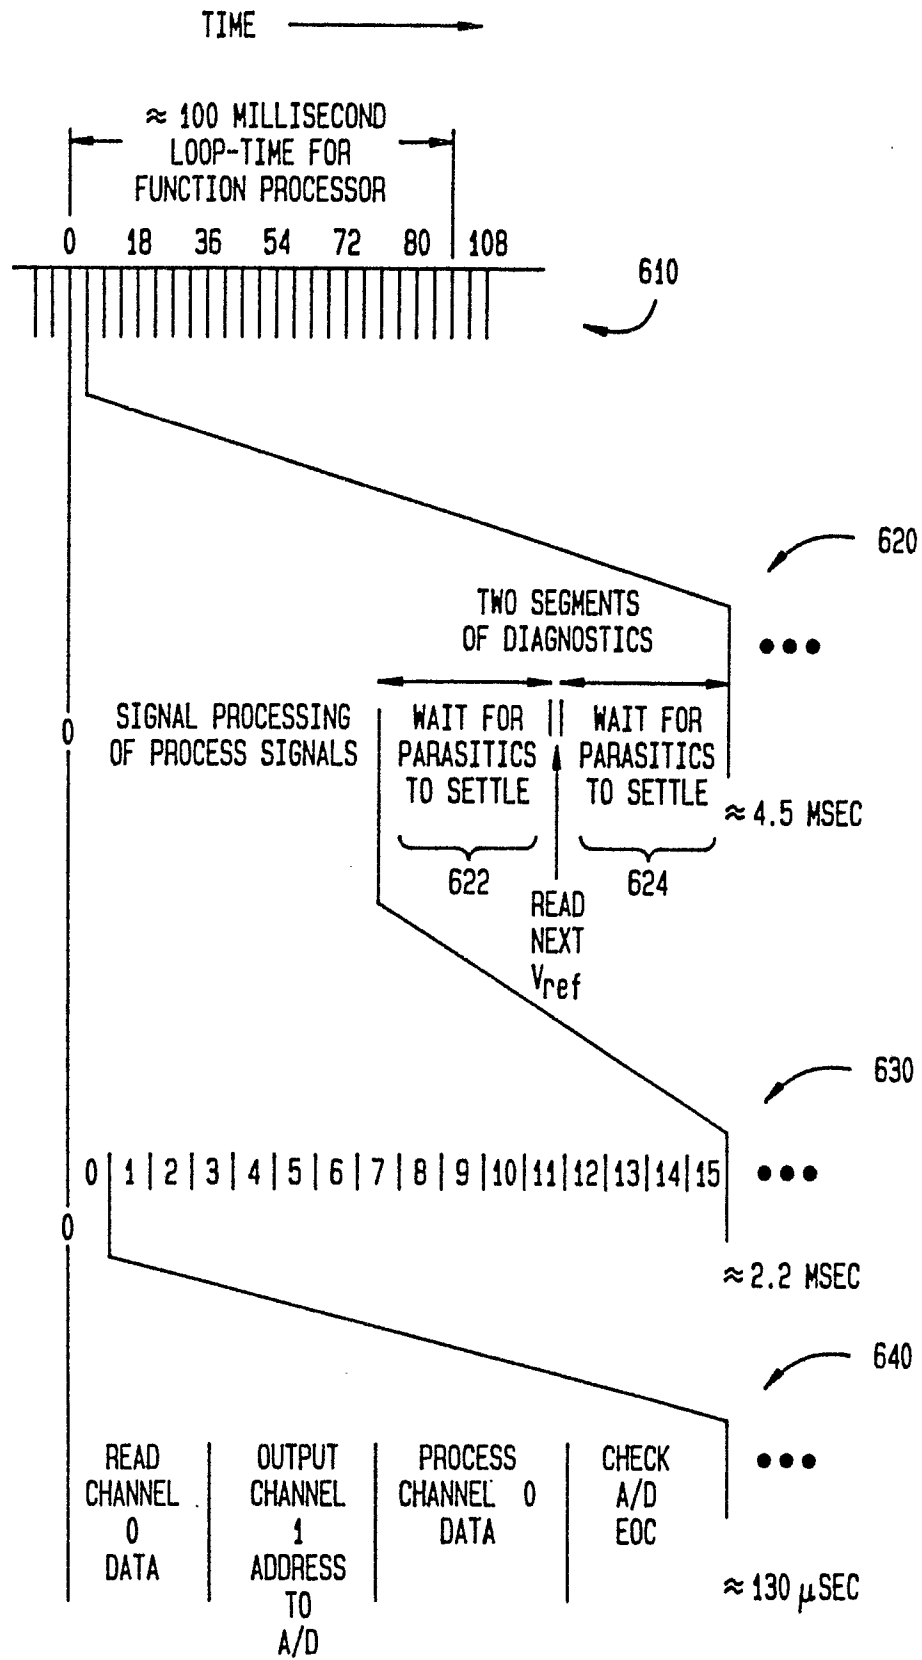 TIME
≈ 100 MILLISECOND
LOOP-TIME FOR
FUNCTION PROCESSOR
0 18 36 54 72 80 108
610
620
TWO SEGMENTS
OF DIAGNOSTICS
0
SIGNAL PROCESSING
OF PROCESS SIGNALS
WAIT FOR
PARASITICS
TO SETTLE
WAIT FOR
PARASITICS
TO SETTLE
≈ 4.5 MSEC
622
624
READ
NEXT
Vref
630
0 1 2 3 4 5 6 7 8 9 10 11 12 13 14 15
0
≈ 2.2 MSEC
640
READ
CHANNEL
0
DATA
OUTPUT
CHANNEL
1
ADDRESS
TO
A/D
PROCESS
CHANNEL 0
DATA
CHECK
A/D
EOC
≈ 130 μSEC